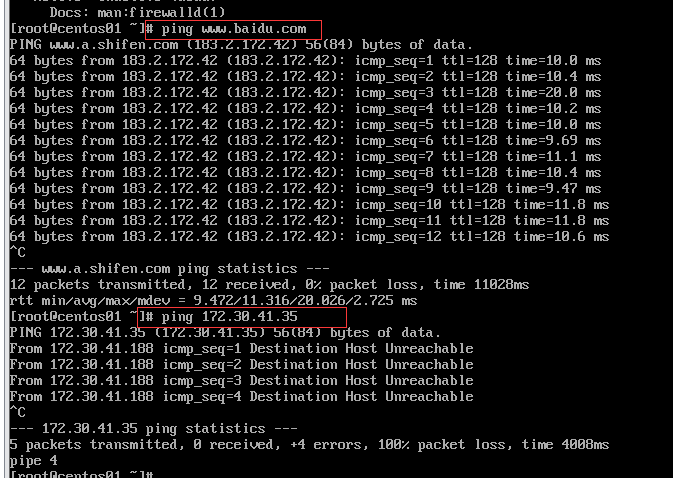 Docs: man:firewalld(1)
[root@centos01 ~]# ping www.baidu.com
PING www.a.shifen.com (183.2.172.42) 56(84) bytes of data.
64 bytes from 183.2.172.42 (183.2.172.42): icmp_seq=1 ttl=128 time=10.0 ms
64 bytes from 183.2.172.42 (183.2.172.42): icmp_seq=2 ttl=128 time=10.4 ms
64 bytes from 183.2.172.42 (183.2.172.42): icmp_seq=3 ttl=128 time=20.0 ms
64 bytes from 183.2.172.42 (183.2.172.42): icmp_seq=4 ttl=128 time=10.2 ms
64 bytes from 183.2.172.42 (183.2.172.42): icmp_seq=5 ttl=128 time=10.0 ms
64 bytes from 183.2.172.42 (183.2.172.42): icmp_seq=6 ttl=128 time=9.69 ms
64 bytes from 183.2.172.42 (183.2.172.42): icmp_seq=7 ttl=128 time=11.1 ms
64 bytes from 183.2.172.42 (183.2.172.42): icmp_seq=8 ttl=128 time=10.4 ms
64 bytes from 183.2.172.42 (183.2.172.42): icmp_seq=9 ttl=128 time=9.47 ms
64 bytes from 183.2.172.42 (183.2.172.42): icmp_seq=10 ttl=128 time=11.8 ms
64 bytes from 183.2.172.42 (183.2.172.42): icmp_seq=11 ttl=128 time=11.8 ms
64 bytes from 183.2.172.42 (183.2.172.42): icmp_seq=12 ttl=128 time=10.6 ms
^C
--- www.a.shifen.com ping statistics ---
12 packets transmitted, 12 received, 0% packet loss, time 11028ms
rtt min/avg/max/mdev = 9.472/11.316/20.026/2.725 ms
[root@centos01 ~]# ping 172.30.41.35
PING 172.30.41.35 (172.30.41.35) 56(84) bytes of data.
From 172.30.41.188 icmp_seq=1 Destination Host Unreachable
From 172.30.41.188 icmp_seq=2 Destination Host Unreachable
From 172.30.41.188 icmp_seq=3 Destination Host Unreachable
From 172.30.41.188 icmp_seq=4 Destination Host Unreachable
^C
--- 172.30.41.35 ping statistics ---
5 packets transmitted, 0 received, +4 errors, 100% packet loss, time 4008ms
pipe 4
[root@centos01 ~]#